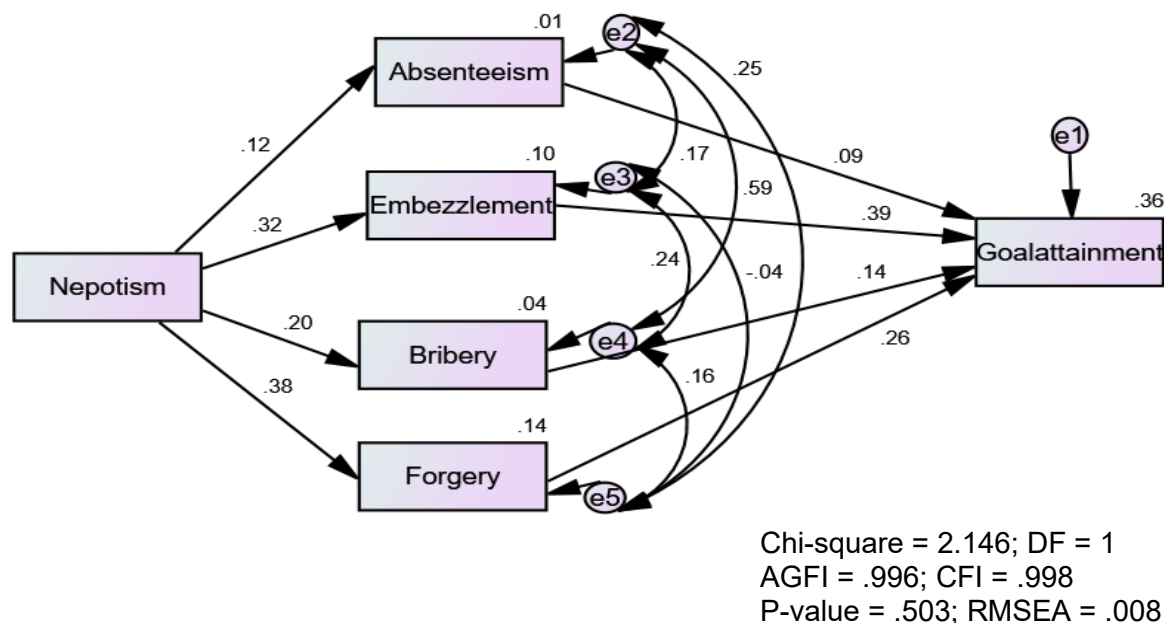 .01
e2
Absenteeism
.25
e1
.12
.10
.17
.09
e3
.59
Embezzlement
.39
.36
.32
Goalattainment
Nepotism
.24
-.04
.14
.04
.20
e4
Bribery
.26
.38
.16
.14
Forgery
e5
Chi-square = 2.146; DF = 1
AGFI = .996; CFI = .998
P-value = .503; RMSEA = .008